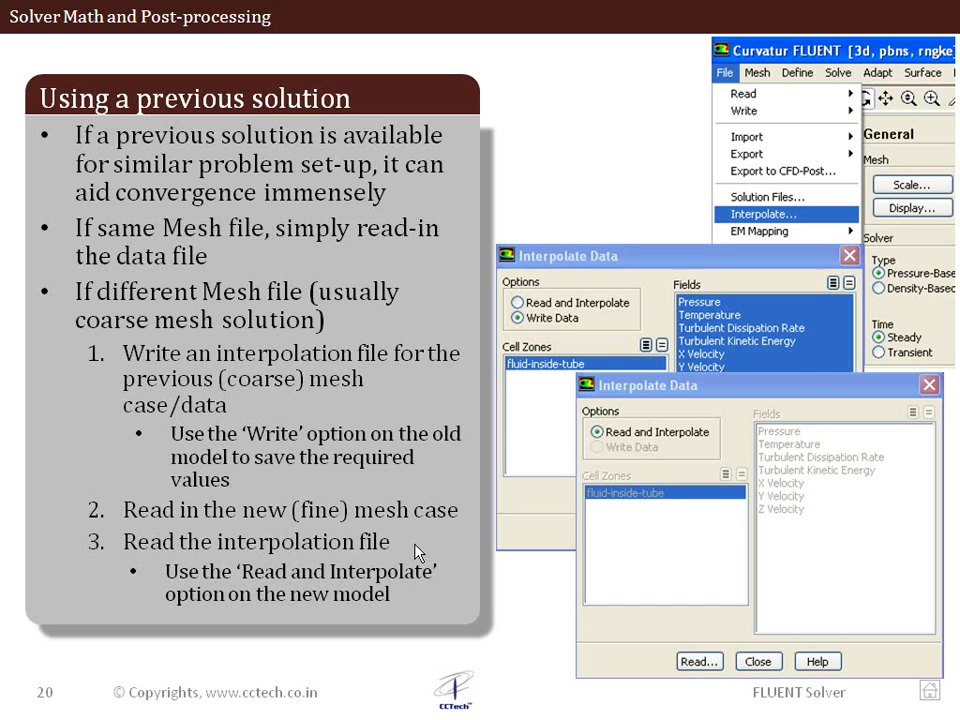 Solver Math and Post-processing
Using a previous solution
• If a previous solution is available
for similar problem set-up, it can
aid convergence immensely
• If same Mesh file, simply read-in
the data file
• If different Mesh file (usually
coarse mesh solution)
1. Write an interpolation file for the
previous (coarse) mesh
case/data
• Use the ‘Write’ option on the old
model to save the required
values
2. Read in the new (fine) mesh case
3. Read the interpolation file
• Use the ‘Read and Interpolate’
option on the new model
Curvatur FLUENT [3d, pbns, rngke
File Mesh Define Solve Adapt Surface
Read
Write
Import
Export
Export to CFD-Post...
Solution Files...
Interpolate...
EM Mapping
General
Mesh
Scale...
Display...
Solver
Type
Pressure-Base
Density-Based
Time
Steady
Transient
Interpolate Data
Options
Read and Interpolate
Write Data
Cell Zones
fluid-inside-tube
Fields
Pressure
Temperature
Turbulent Dissipation Rate
Turbulent Kinetic Energy
X Velocity
Y Velocity
Interpolate Data
Options
Read and Interpolate
Write Data
Cell Zones
fluid-inside-tube
Fields
Pressure
Temperature
Turbulent Dissipation Rate
Turbulent Kinetic Energy
X Velocity
Y Velocity
Z Velocity
Read... Close Help
20 © Copyrights, www.cctech.co.in
CCTech™
FLUENT Solver